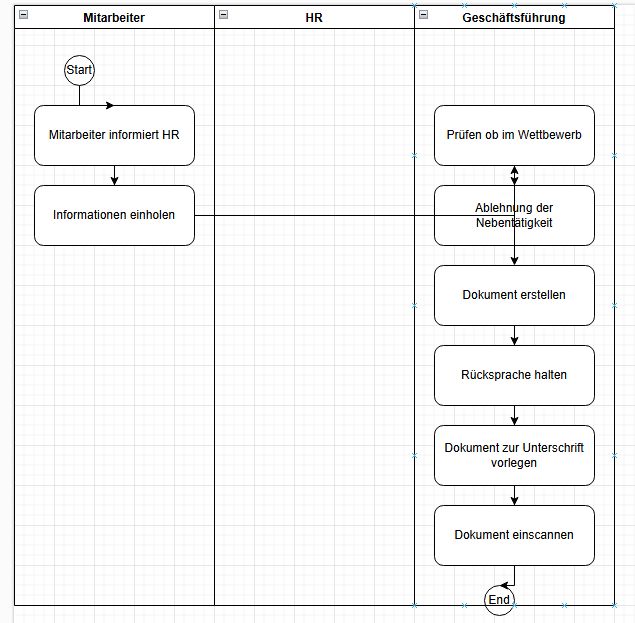 Mitarbeiter
HR
Geschäftsführung
Start
Mitarbeiter informiert HR
Informationen einholen
Prüfen ob im Wettbewerb
Ablehnung der
Nebentätigkeit
Dokument erstellen
Rücksprache halten
Dokument zur Unterschrift
vorlegen
Dokument einscannen
End